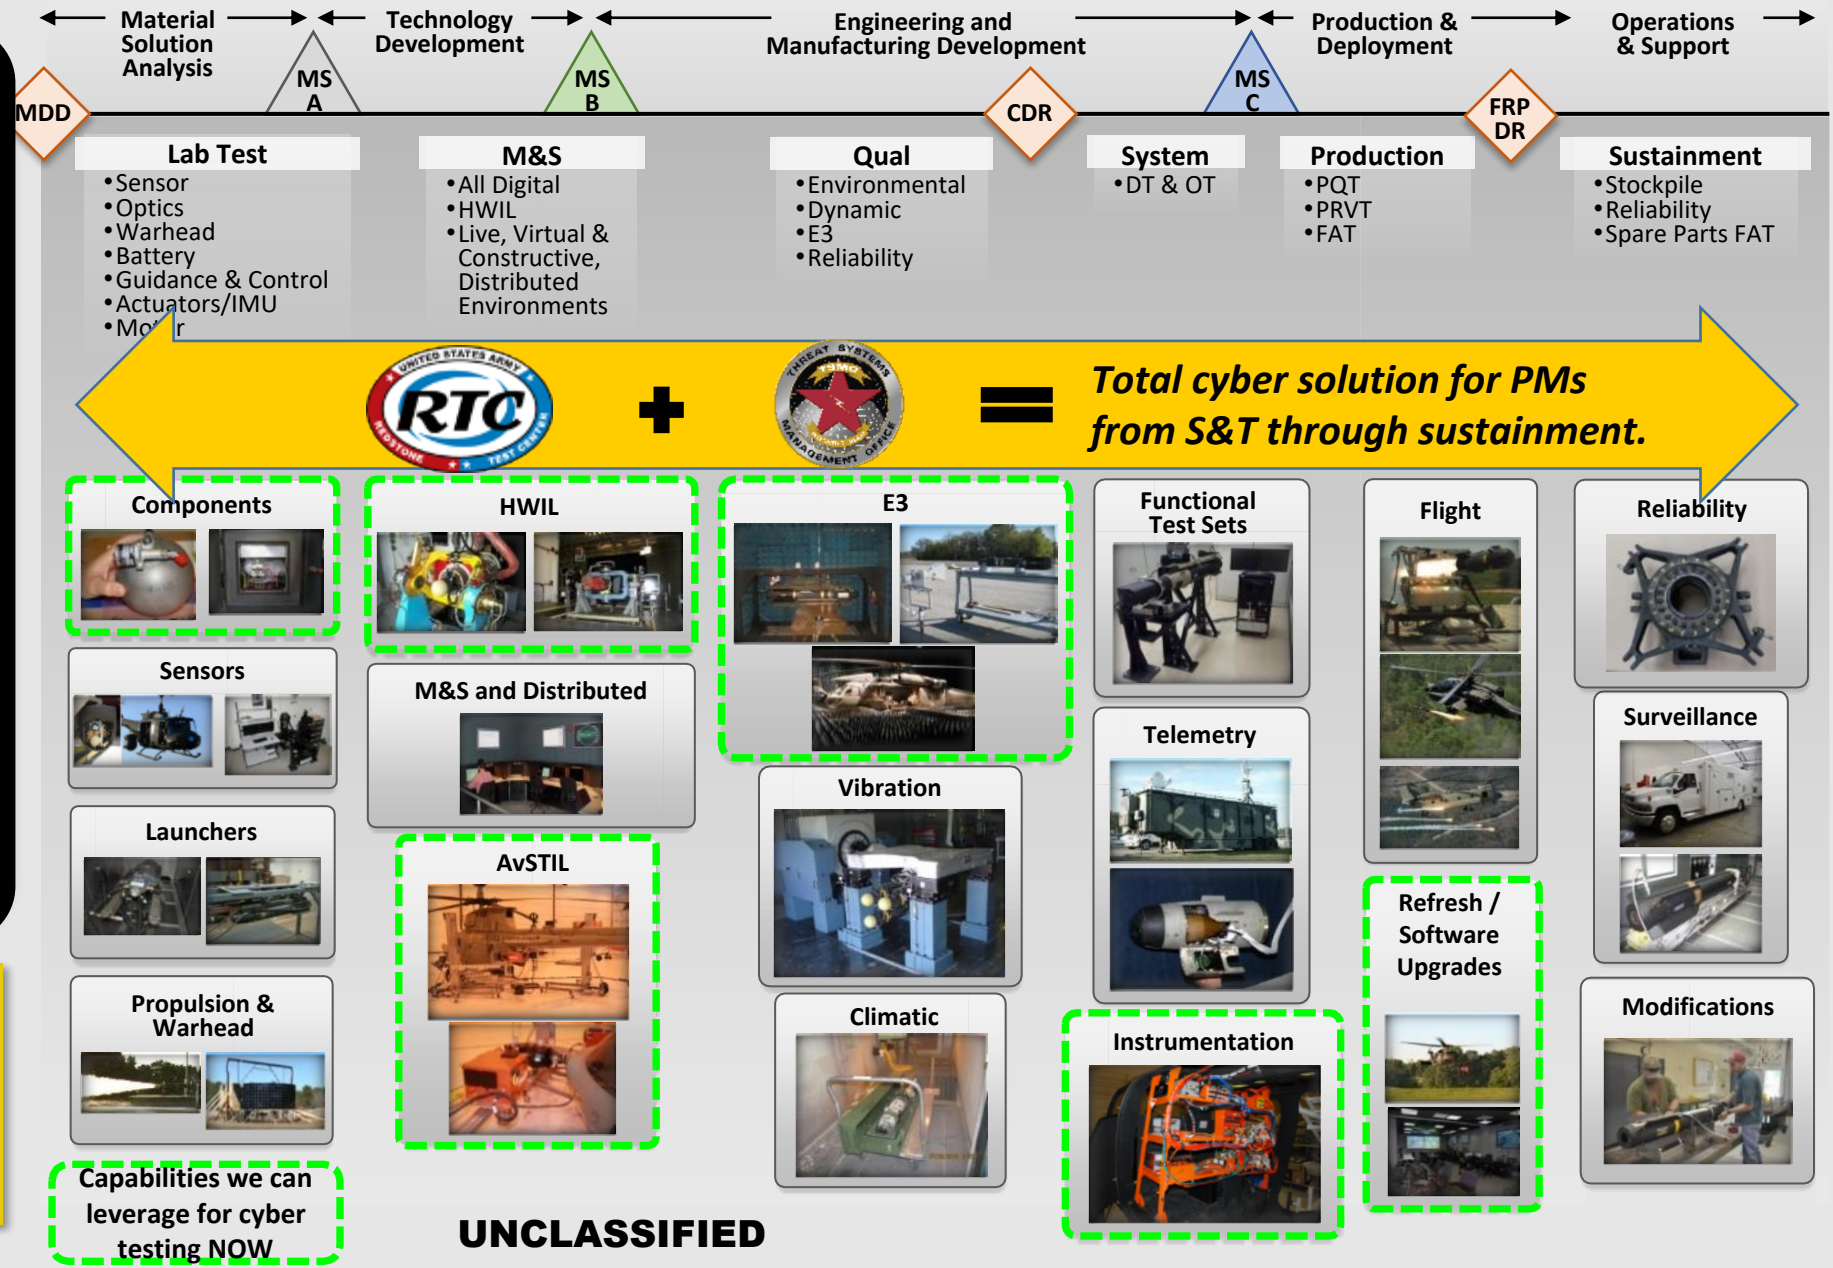 Material
Solution
Analysis
Technology
Development
Engineering and
Manufacturing Development
Production &
Deployment
Operations
& Support
MDD
MS
A
MS
B
CDR
MS
C
FRP
DR
Lab Test
•Sensor
•Optics
•Warhead
•Battery
•Guidance & Control
•Actuators/IMU
•Motor
M&S
•All Digital
•HWIL
•Live, Virtual &
Constructive,
Distributed
Environments
Qual
•Environmental
•Dynamic
•E3
•Reliability
System
•DT & OT
Production
•PQT
•PRVT
•FAT
Sustainment
•Stockpile
•Reliability
•Spare Parts FAT
UNITED STATES ARMY
RTC
REDSTONE TEST CENTER
+
THREAT SYSTEMS
TSMO
MANAGEMENT OFFICE
=
Total cyber solution for PMs
from S&T through sustainment.
Components
HWIL
E3
Functional
Test Sets
Flight
Reliability
Sensors
M&S and Distributed
Telemetry
Surveillance
Launchers
AvSTIL
Vibration
Refresh /
Software
Upgrades
Propulsion &
Warhead
Climatic
Instrumentation
Modifications
Capabilities we can
leverage for cyber
testing NOW
UNCLASSIFIED